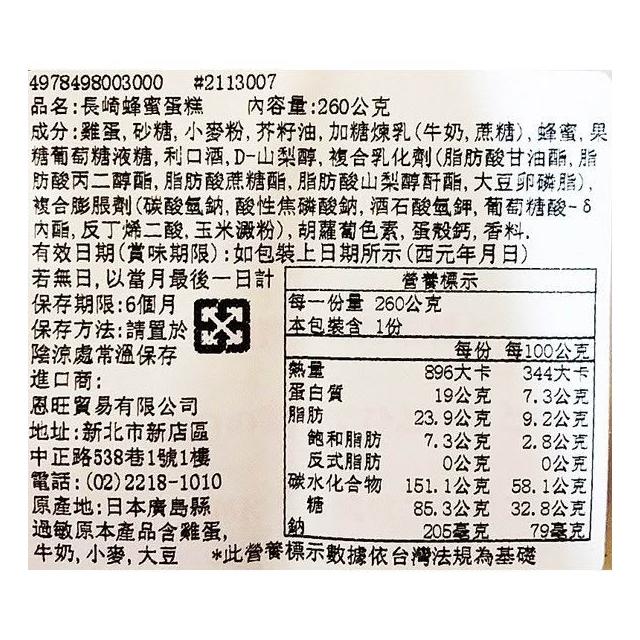 4978498003000 #2113007
品名:長崎蜂蜜蛋糕 內容量:260公克
成分:雞蛋,砂糖,小麥粉,芥籽油,加糖煉乳(牛奶,蔗糖),蜂蜜,果
糖葡萄糖液糖,利口酒,D-山梨醇,複合乳化劑(脂肪酸甘油酯,脂
肪酸丙二醇酯,脂肪酸蔗糖酯,脂肪酸山梨醇酐酯,大豆卵磷脂),
複合膨脹劑(碳酸氫鈉,酸性焦磷酸鈉,酒石酸氫鉀,葡萄糖酸-δ
內酯,反丁烯二酸,玉米澱粉),胡蘿蔔色素,蛋殼鈣,香料.
有效日期(賞味期限):如包裝上日期所示(西元年月日)
若無日,以當月最後一日計
保存期限:6個月
保存方法:請置於
陰涼處常溫保存
進口商:
恩旺貿易有限公司
地址:新北市新店區
中正路538巷1號1樓
電話:(02)2218-1010
原產地:日本廣島縣
過敏原本產品含雞蛋,
牛奶,小麥,大豆
營養標示
每一份量 260公克
本包裝含 1份
每份 每100公克
熱量 896大卡 344大卡
蛋白質 19公克 7.3公克
脂肪 23.9公克 9.2公克
飽和脂肪 7.3公克 2.8公克
反式脂肪 0公克 0公克
碳水化合物 151.1公克 58.1公克
糖 85.3公克 32.8公克
鈉 205毫克 79毫克
*此營養標示數據依台灣法規為基礎